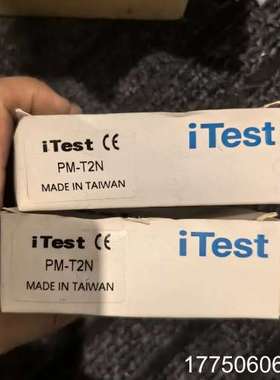 iTest CE
PM-T2N
MADE IN TAIWAN
iTest
iTest CE
PM-T2N
MADE IN TAIWAN
iTest
17750606